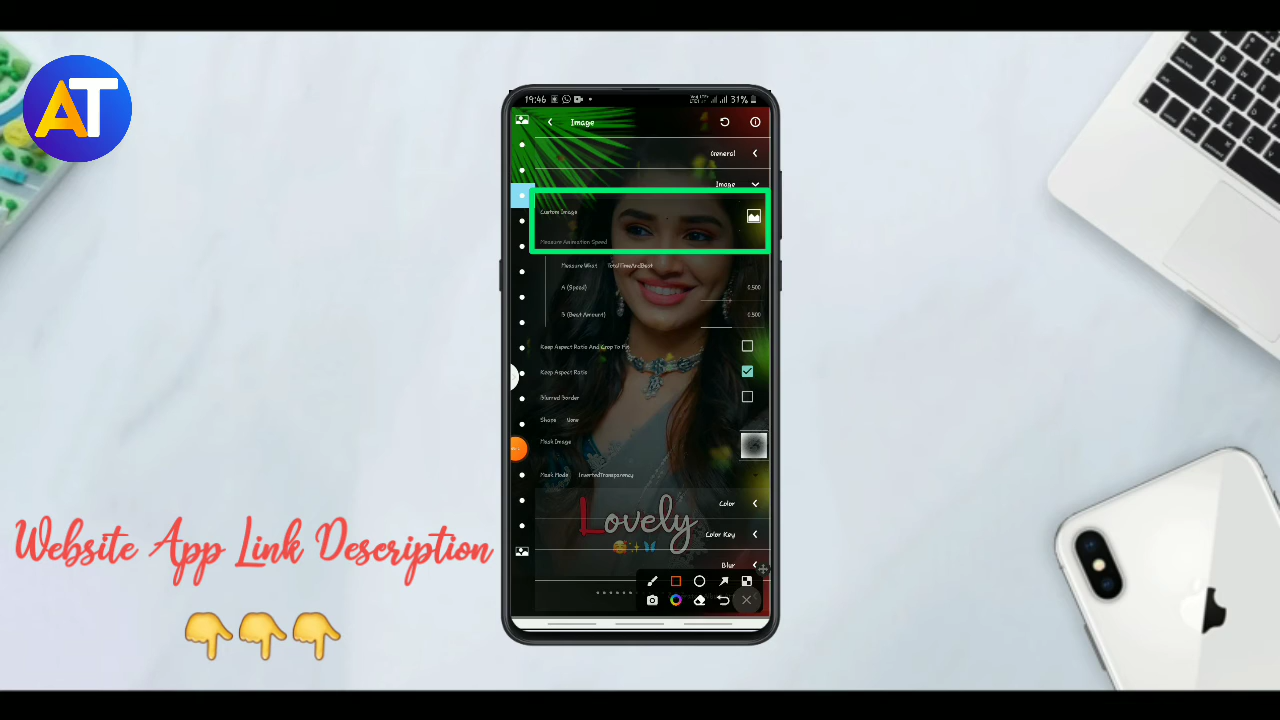 AT
19:46
31%
Image
General
Image
Custom Image
Measure Animation Speed
Measure What TotalTimeAndBeat
A (Speed) 0.500
B (Beat Amount) 0.500
Keep Aspect Ratio And Crop To Fit
Keep Aspect Ratio
Blurred Border
Shape None
Mask Image
Mask Mode InvertedTransparency
Color
Lovely
Color Key
Blur
Website App Link Description